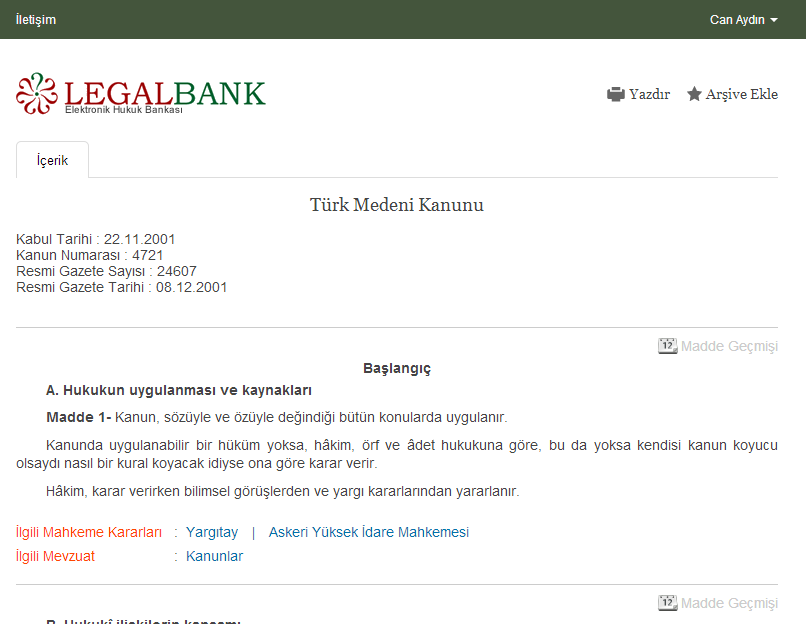 İletişim
Can Aydın
LEGALBANK
Elektronik Hukuk Bankası
Yazdır
Arşive Ekle
İçerik
Türk Medeni Kanunu
Kabul Tarihi : 22.11.2001
Kanun Numarası : 4721
Resmi Gazete Sayısı : 24607
Resmi Gazete Tarihi : 08.12.2001
12 Madde Geçmişi
Başlangıç
A. Hukukun uygulanması ve kaynakları
Madde 1- Kanun, sözüyle ve özüyle değindiği bütün konularda uygulanır.
Kanunda uygulanabilir bir hüküm yoksa, hâkim, örf ve âdet hukukuna göre, bu da yoksa kendisi kanun koyucu
olsaydı nasıl bir kural koyacak idiyse ona göre karar verir.
Hâkim, karar verirken bilimsel görüşlerden ve yargı kararlarından yararlanır.
İlgili Mahkeme Kararları : Yargıtay | Askeri Yüksek İdare Mahkemesi
İlgili Mevzuat : Kanunlar
12 Madde Geçmişi
B. Hukukî ilişkilerin kapsamı